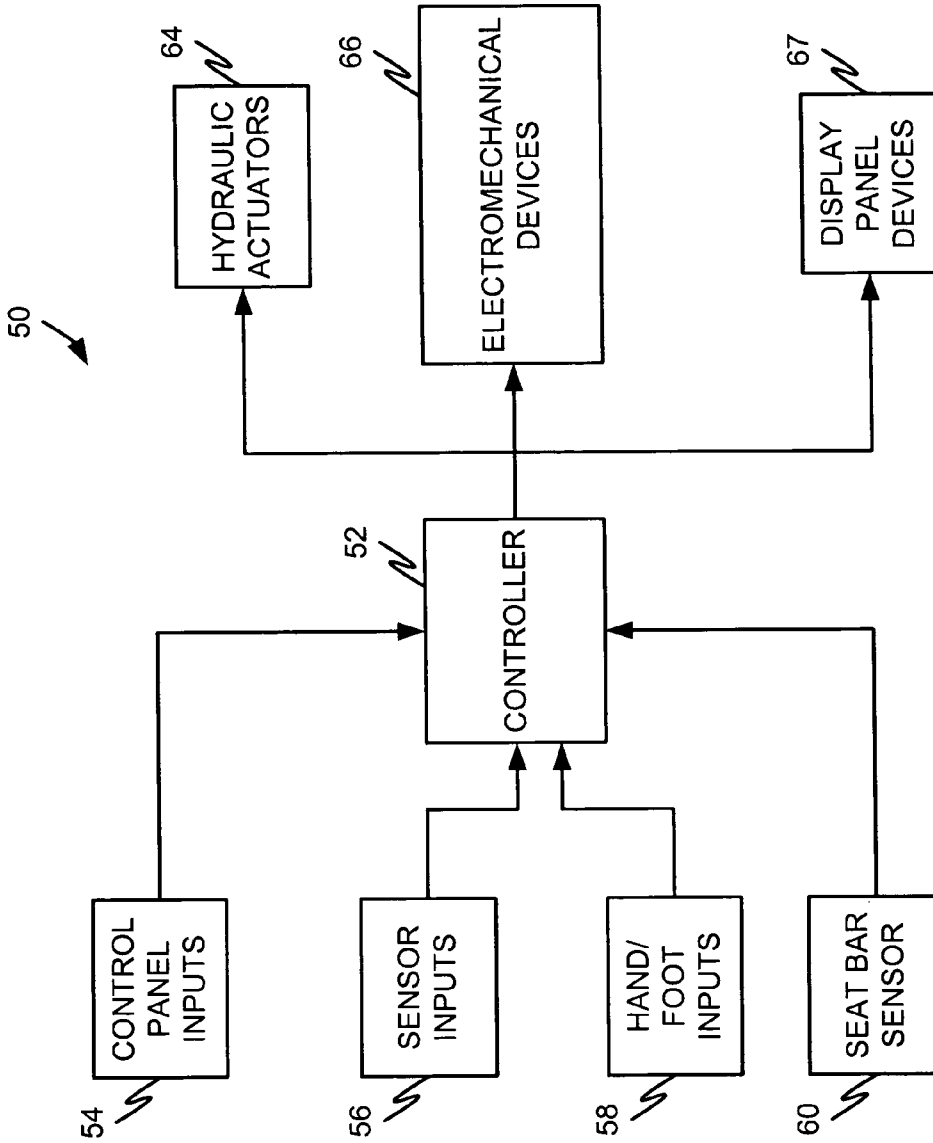 50
54
CONTROL
PANEL
INPUTS
56
SENSOR
INPUTS
58
HAND/
FOOT
INPUTS
60
SEAT BAR
SENSOR
52
CONTROLLER
64
HYDRAULIC
ACTUATORS
66
ELECTROMECHANICAL
DEVICES
67
DISPLAY
PANEL
DEVICES